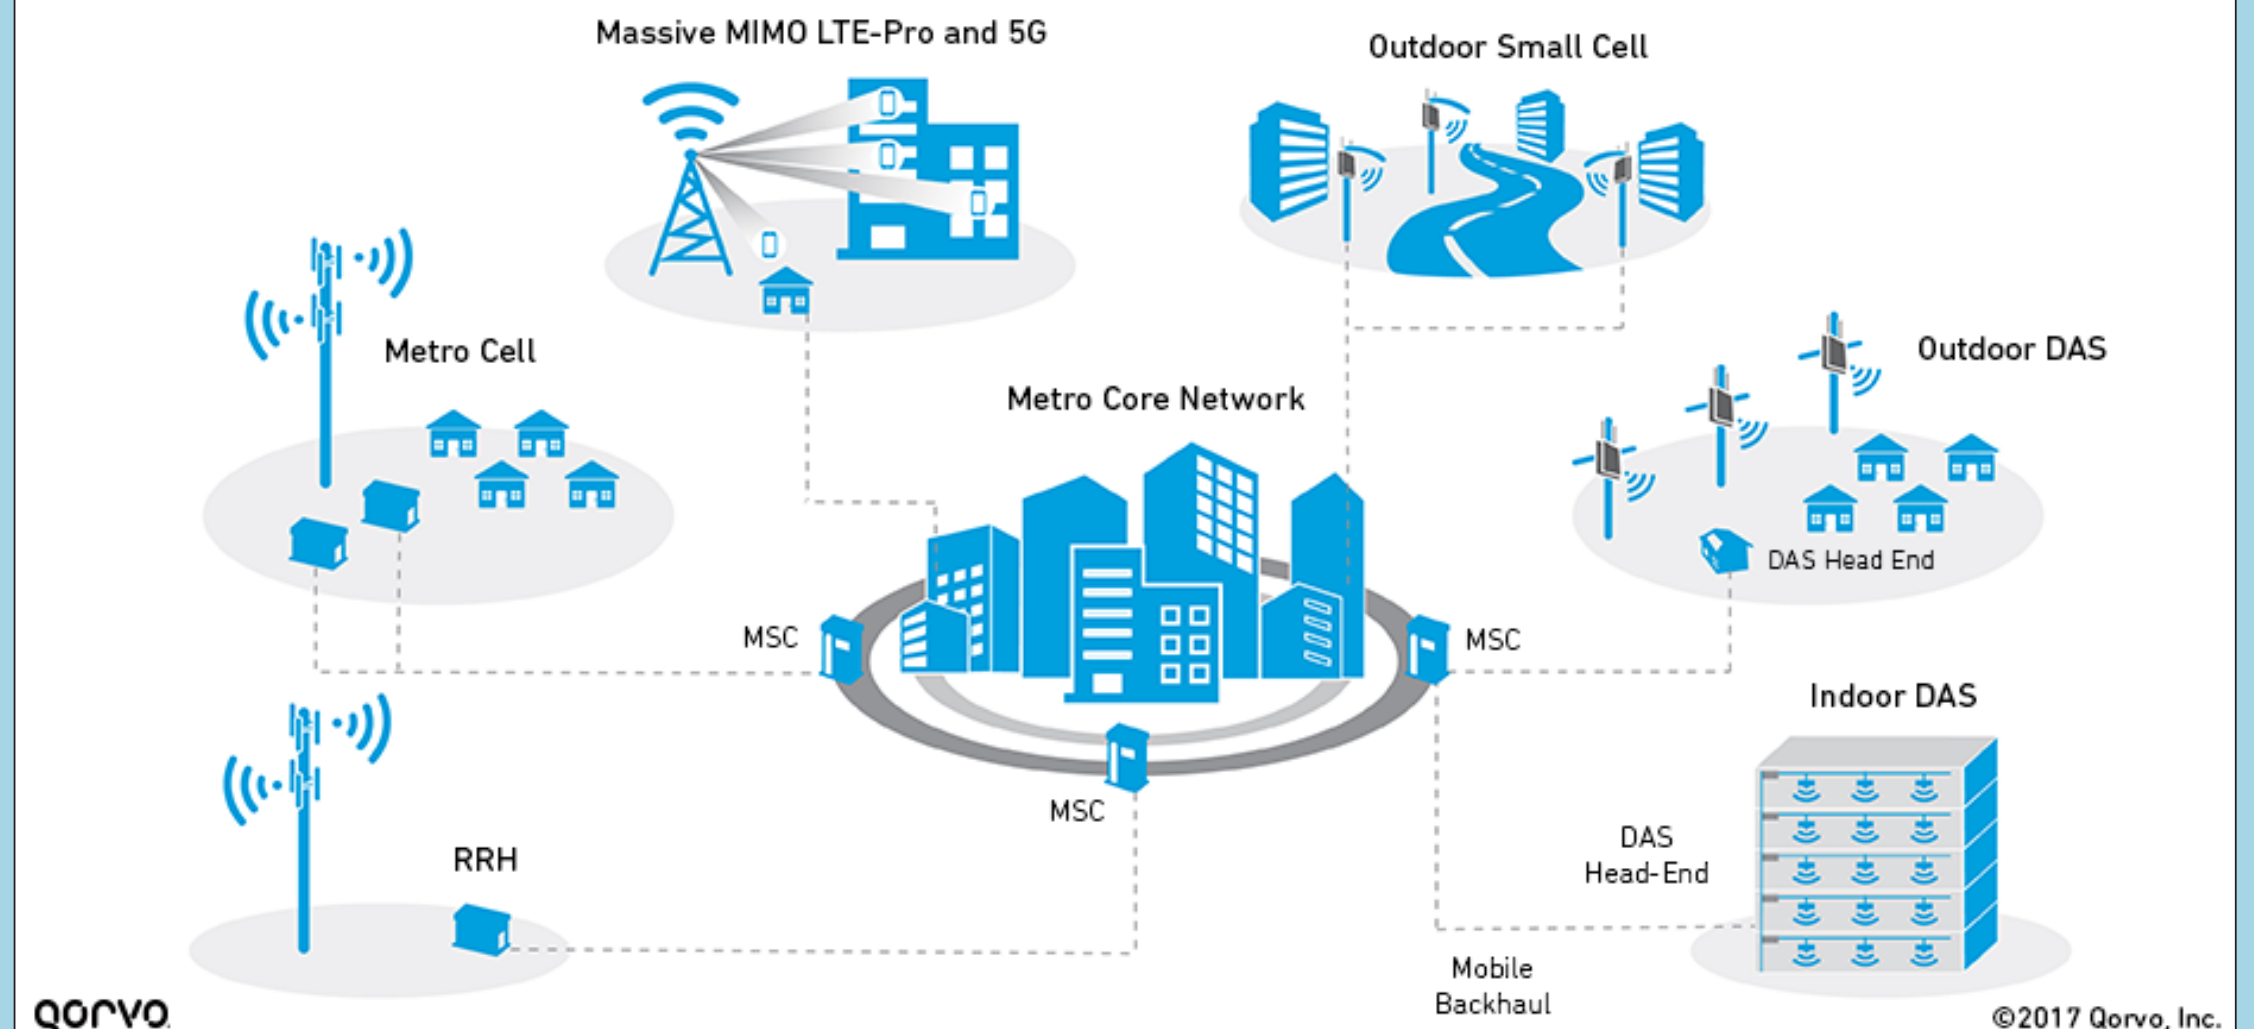 Massive MIMO LTE-Pro and 5G
Outdoor Small Cell
Metro Cell
Outdoor DAS
Metro Core Network
DAS Head End
MSC
MSC
Indoor DAS
MSC
DAS
Head-End
RRH
Mobile
Backhaul
QORVO
©2017 Qorvo, Inc.